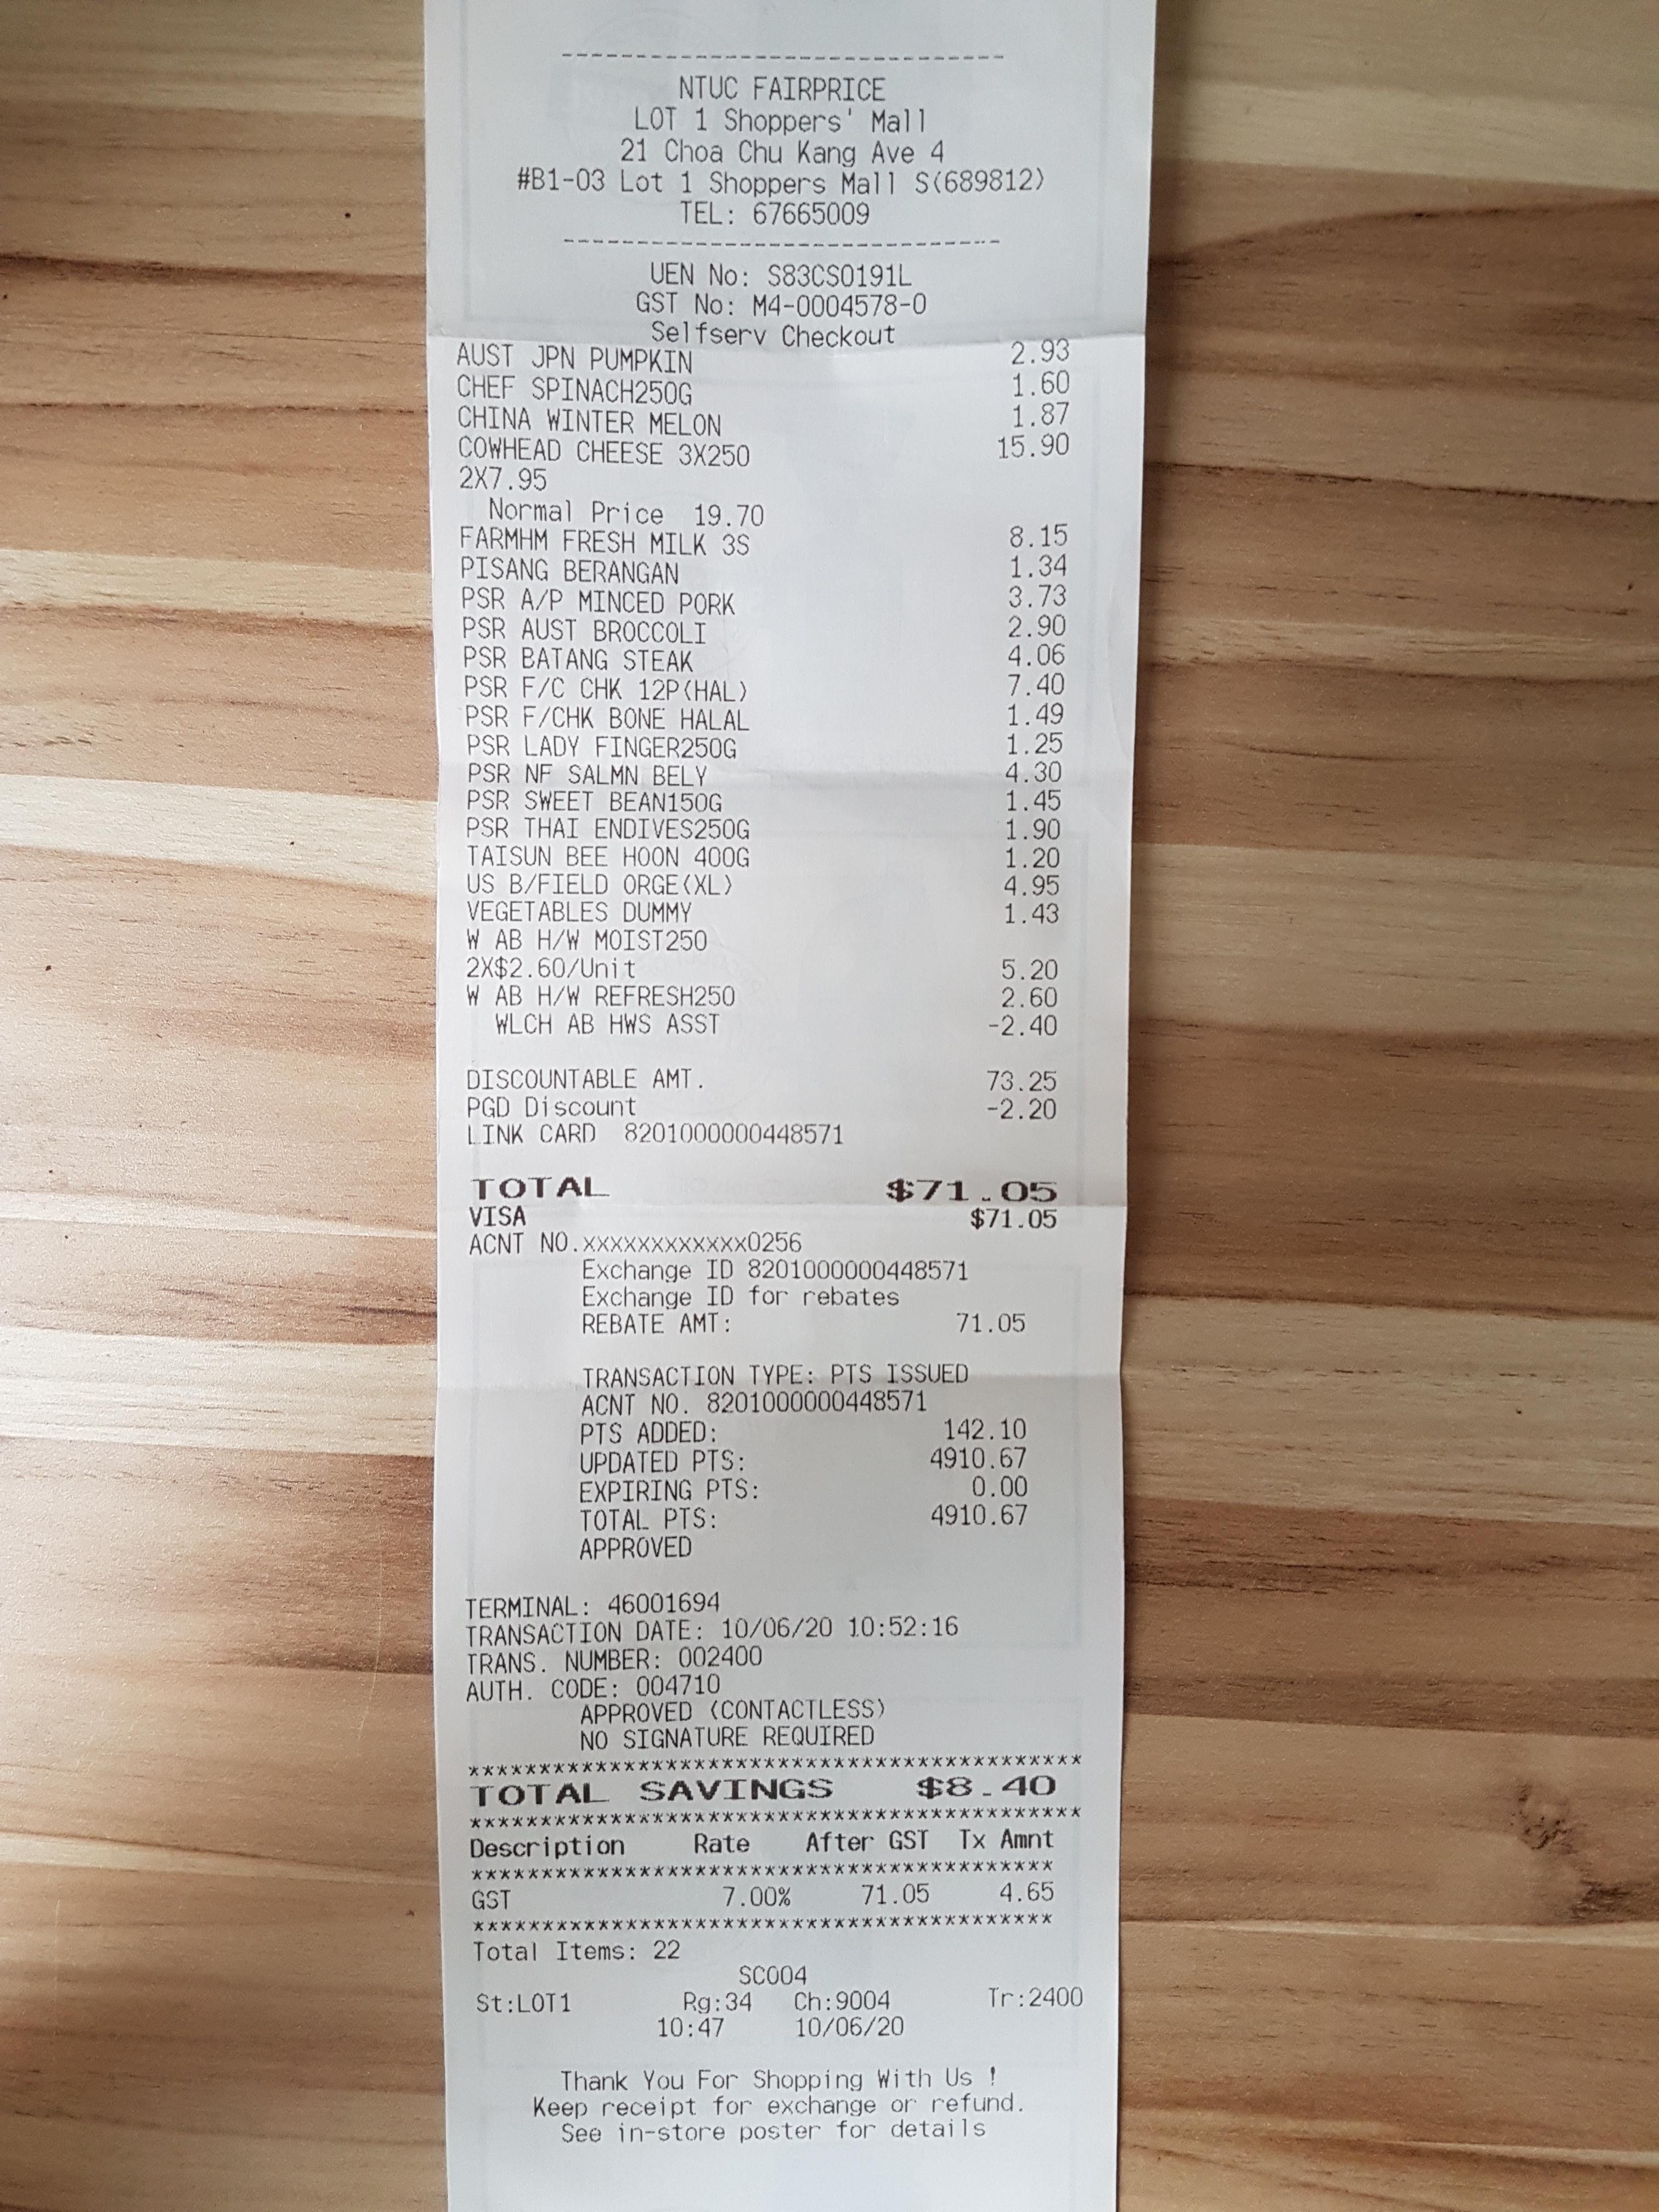 ------------------------------
NTUC FAIRPRICE
LOT 1 Shoppers' Mall
21 Choa Chu Kang Ave 4
#B1-03 Lot 1 Shoppers Mall S(689812)
TEL: 67665009
------------------------------
UEN No: S83CS0191L
GST No: M4-0004578-0
Selfserv Checkout
AUST JPN PUMPKIN 2.93
CHEF SPINACH250G 1.60
CHINA WINTER MELON 1.87
COWHEAD CHEESE 3X250 15.90
2X7.95
Normal Price 19.70
FARMHM FRESH MILK 3S 8.15
PISANG BERANGAN 1.34
PSR A/P MINCED PORK 3.73
PSR AUST BROCCOLI 2.90
PSR BATANG STEAK 4.06
PSR F/C CHK 12P(HAL) 7.40
PSR F/CHK BONE HALAL 1.49
PSR LADY FINGER250G 1.25
PSR NF SALMN BELY 4.30
PSR SWEET BEAN150G 1.45
PSR THAI ENDIVES250G 1.90
TAISUN BEE HOON 400G 1.20
US B/FIELD ORGE(XL) 4.95
VEGETABLES DUMMY 1.43
W AB H/W MOIST250
2X$2.60/Unit 5.20
W AB H/W REFRESH250 2.60
WLCH AB HWS ASST -2.40
DISCOUNTABLE AMT. 73.25
PGD Discount -2.20
LINK CARD 8201000000448571
TOTAL $71.05
VISA $71.05
ACNT NO.xxxxxxxxxxxx0256
Exchange ID 8201000000448571
Exchange ID for rebates
REBATE AMT: 71.05
TRANSACTION TYPE: PTS ISSUED
ACNT NO. 8201000000448571
PTS ADDED: 142.10
UPDATED PTS: 4910.67
EXPIRING PTS: 0.00
TOTAL PTS: 4910.67
APPROVED
TERMINAL: 46001694
TRANSACTION DATE: 10/06/20 10:52:16
TRANS. NUMBER: 002400
AUTH. CODE: 004710
APPROVED (CONTACTLESS)
NO SIGNATURE REQUIRED
********************************************
TOTAL SAVINGS $8.40
********************************************
Description Rate After GST Tx Amnt
******************************************
GST 7.00% 71.05 4.65
******************************************
Total Items: 22
SC004
St:LOT1 Rg:34 Ch:9004 Tr:2400
10:47 10/06/20
Thank You For Shopping With Us !
Keep receipt for exchange or refund.
See in-store poster for details